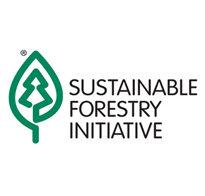 ®
SUSTAINABLE
FORESTRY
INITIATIVE